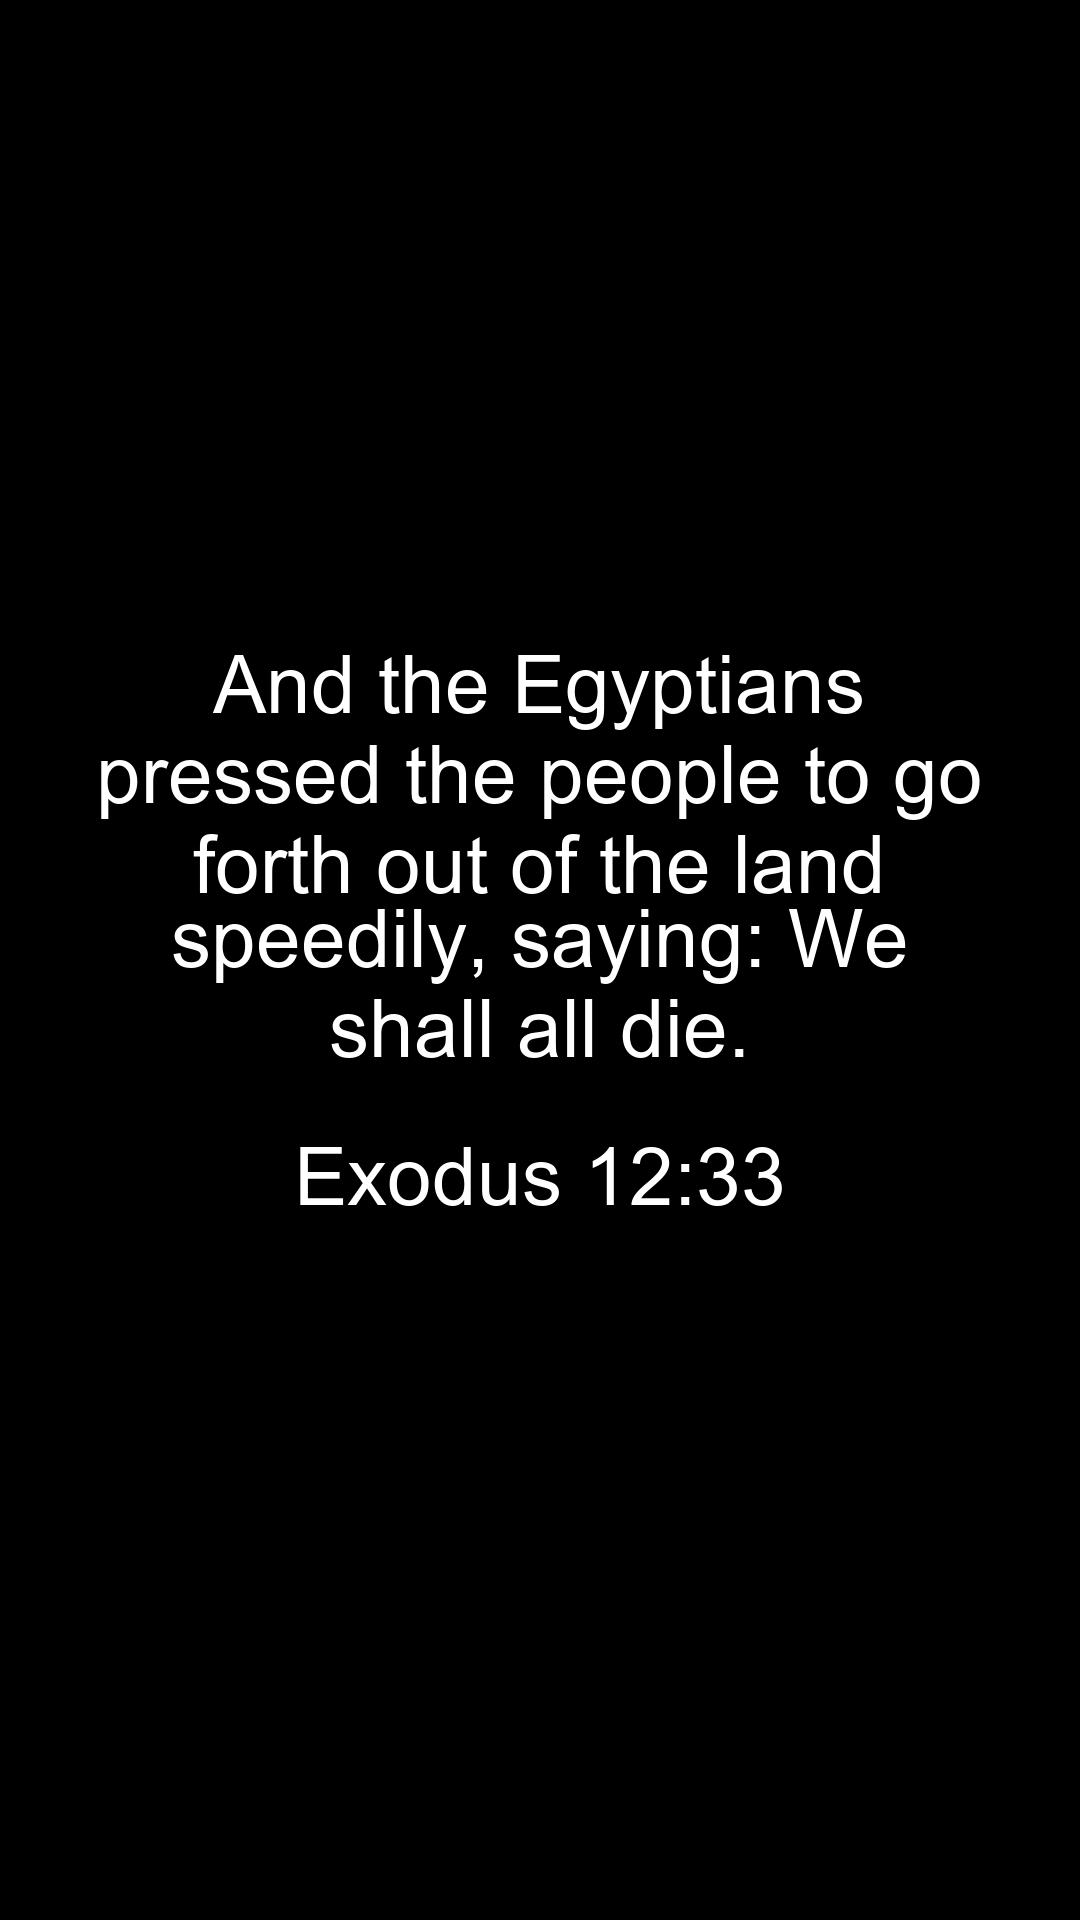 And the Egyptians
pressed the people to go
forth out of the land
speedily, saying: We
shall all die.
Exodus 12:33